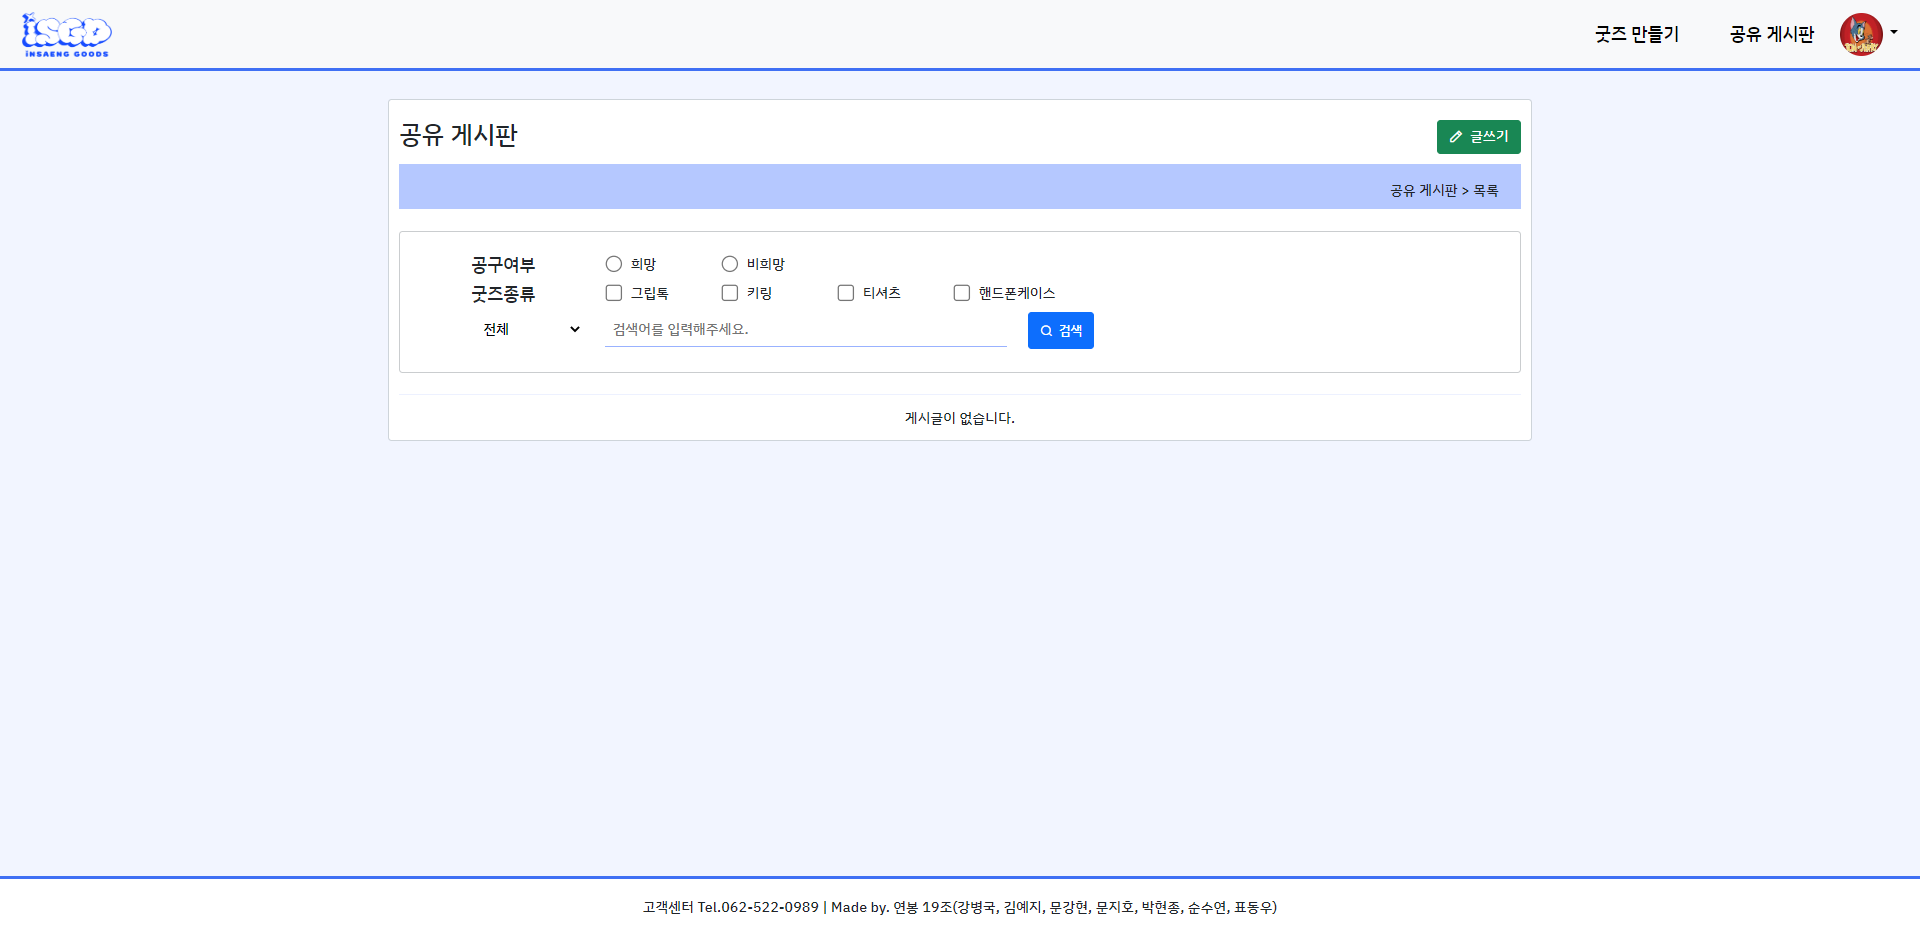 isGD
iNSAENG GOODS
굿즈 만들기
공유 게시판
공유 게시판
글쓰기
공유 게시판 > 목록
공구여부 희망 비희망
굿즈종류 그립톡 키링 티셔츠 핸드폰케이스
전체 검색어를 입력해주세요. 검색
게시글이 없습니다.
고객센터 Tel.062-522-0989 | Made by. 연봉 19조(강병국, 김예지, 문강현, 문지호, 박현종, 순수연, 표동우)